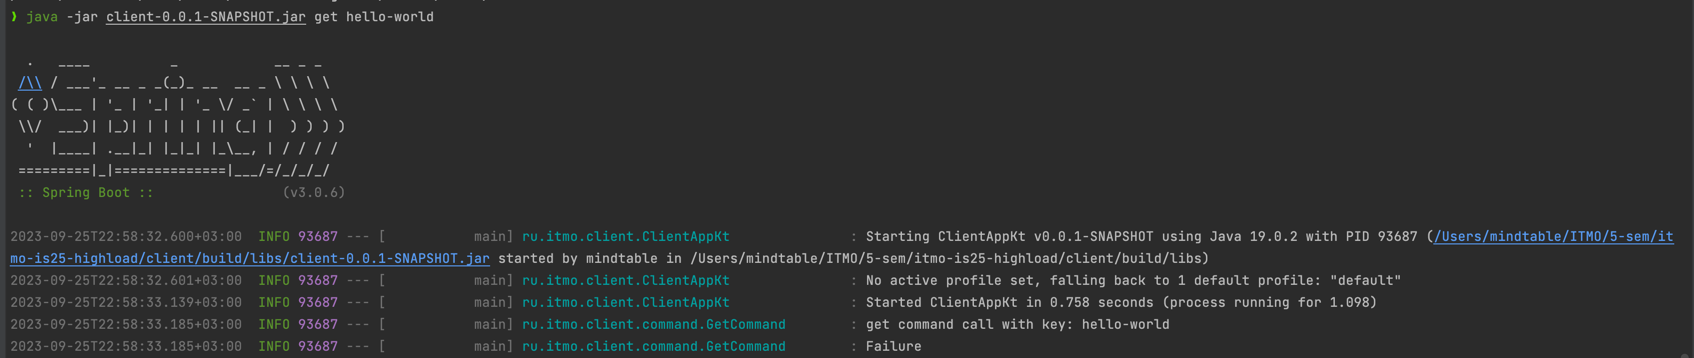 ❯ java -jar client-0.0.1-SNAPSHOT.jar get hello-world
  .   ____          _            __ _ _
 /\\ / ___'_ __ _ _(_)_ __  __ _ \ \ \ \
( ( )\___ | '_ | '_| | '_ \/ _` | \ \ \ \
 \\/  ___)| |_)| | | | | || (_| |  ) ) ) )
  '  |____| .__|_| |_|_| |_\__, | / / / /
 =========|_|==============|___/=/_/_/_/
 :: Spring Boot ::                (v3.0.6)
2023-09-25T22:58:32.600+03:00  INFO 93687 --- [           main] ru.itmo.client.ClientAppKt               : Starting ClientAppKt v0.0.1-SNAPSHOT using Java 19.0.2 with PID 93687 (/Users/mindtable/ITMO/5-sem/it
mo-is25-highload/client/build/libs/client-0.0.1-SNAPSHOT.jar started by mindtable in /Users/mindtable/ITMO/5-sem/itmo-is25-highload/client/build/libs)
2023-09-25T22:58:32.601+03:00  INFO 93687 --- [           main] ru.itmo.client.ClientAppKt               : No active profile set, falling back to 1 default profile: "default"
2023-09-25T22:58:33.139+03:00  INFO 93687 --- [           main] ru.itmo.client.ClientAppKt               : Started ClientAppKt in 0.758 seconds (process running for 1.098)
2023-09-25T22:58:33.185+03:00  INFO 93687 --- [           main] ru.itmo.client.command.GetCommand        : get command call with key: hello-world
2023-09-25T22:58:33.185+03:00  INFO 93687 --- [           main] ru.itmo.client.command.GetCommand        : Failure